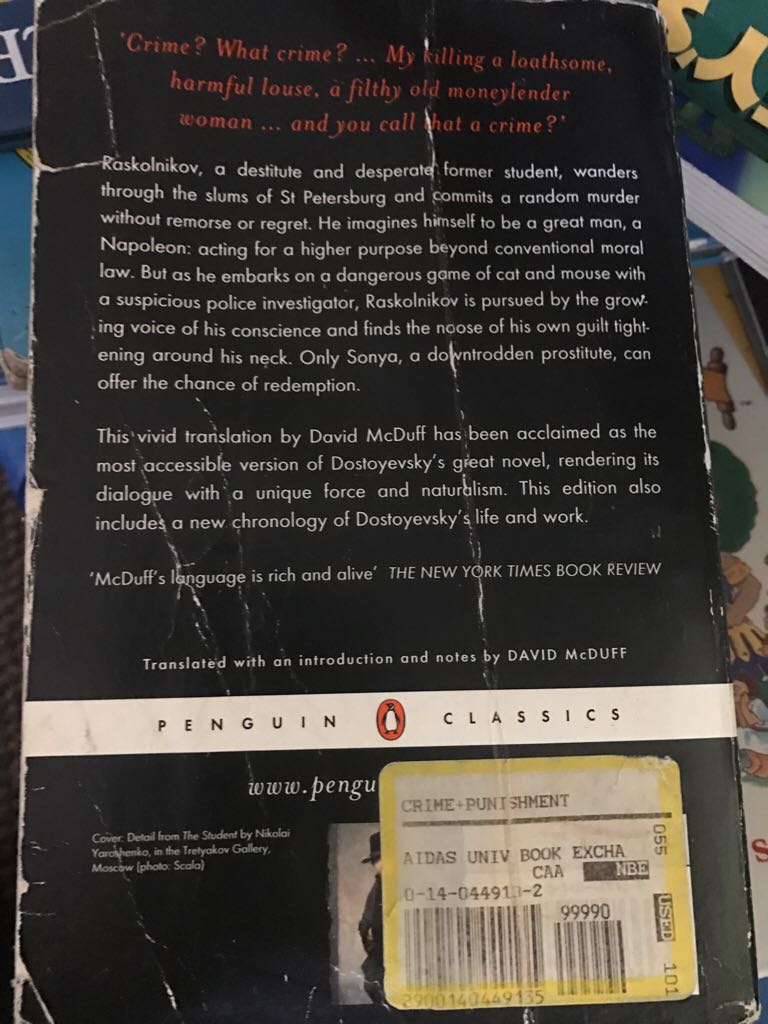 'Crime? What crime? ... My killing a loathsome,
harmful louse, a filthy old moneylender
woman ... and you call that a crime?'
Raskolnikov, a destitute and desperate former student, wanders
through the slums of St Petersburg and commits a random murder
without remorse or regret. He imagines himself to be a great man, a
Napoleon: acting for a higher purpose beyond conventional moral
law. But as he embarks on a dangerous game of cat and mouse with
a suspicious police investigator, Raskolnikov is pursued by the grow-
ing voice of his conscience and finds the noose of his own guilt tight-
ening around his neck. Only Sonya, a downtrodden prostitute, can
offer the chance of redemption.
This vivid translation by David McDuff has been acclaimed as the
most accessible version of Dostoyevsky's great novel, rendering its
dialogue with a unique force and naturalism. This edition also
includes a new chronology of Dostoyevsky's life and work.
'McDuff's language is rich and alive' THE NEW YORK TIMES BOOK REVIEW
Translated with an introduction and notes by DAVID McDUFF
PENGUIN CLASSICS
www.pengu
Cover: Detail from The Student by Nikolai
Yaroshenko, in the Tretyakov Gallery,
Moscow (photo: Scala)
CRIME+PUNISHMENT
AIDAS UNIV BOOK EXCHA
CAA NBE
0-14-044913-2
99990
2900140449135
055
USED
101